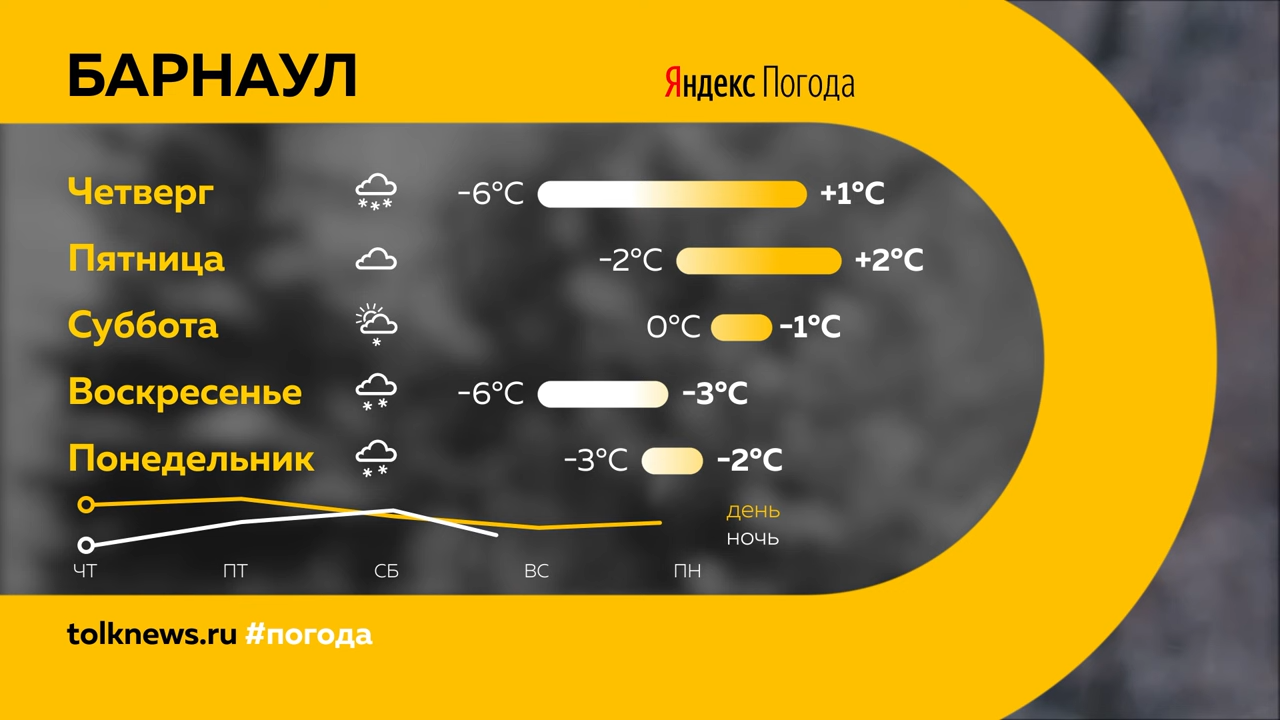 БАРНАУЛ
Яндекс Погода
Четверг -6°C +1°C
Пятница -2°C +2°C
Суббота 0°C -1°C
Воскресенье -6°C -3°C
Понедельник -3°C -2°C
день
ночь
ЧТ ПТ СБ ВС ПН
tolknews.ru #погода